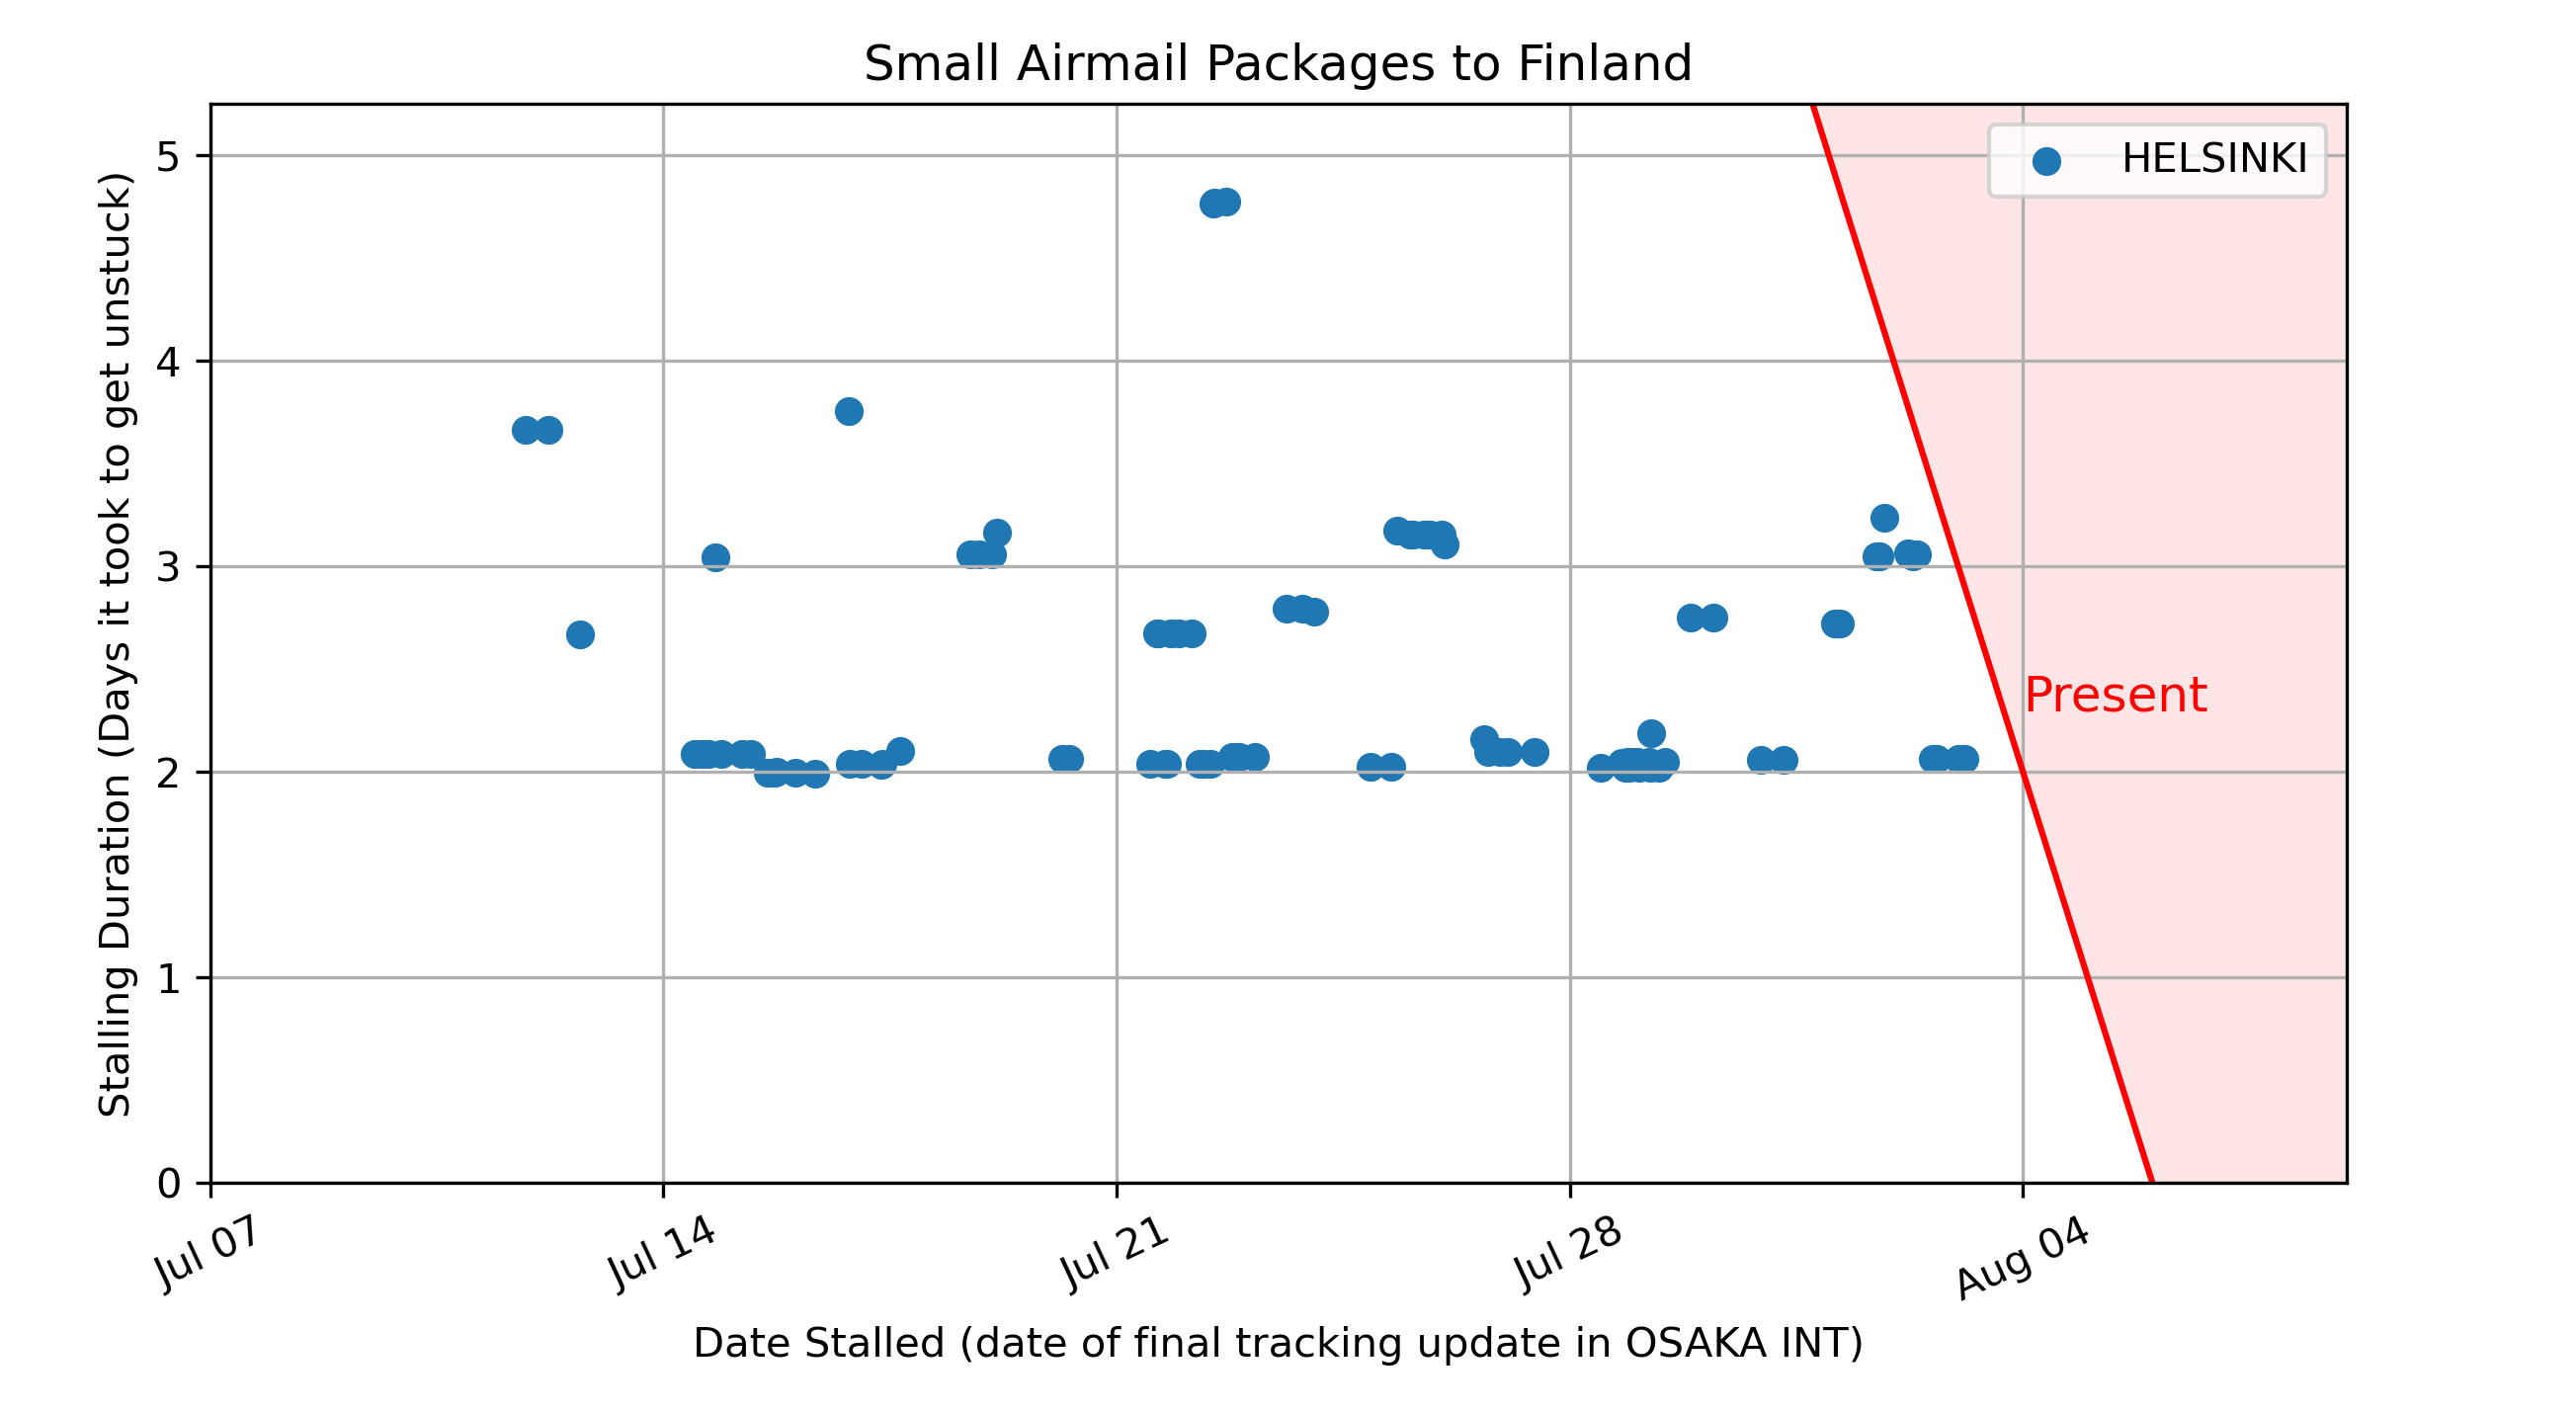 Small Airmail Packages to Finland
HELSINKI
Stalling Duration (Days it took to get unstuck)
5
4
3
2
1
0
Present
Jul 07
Jul 14
Jul 21
Jul 28
Aug 04
Date Stalled (date of final tracking update in OSAKA INT)